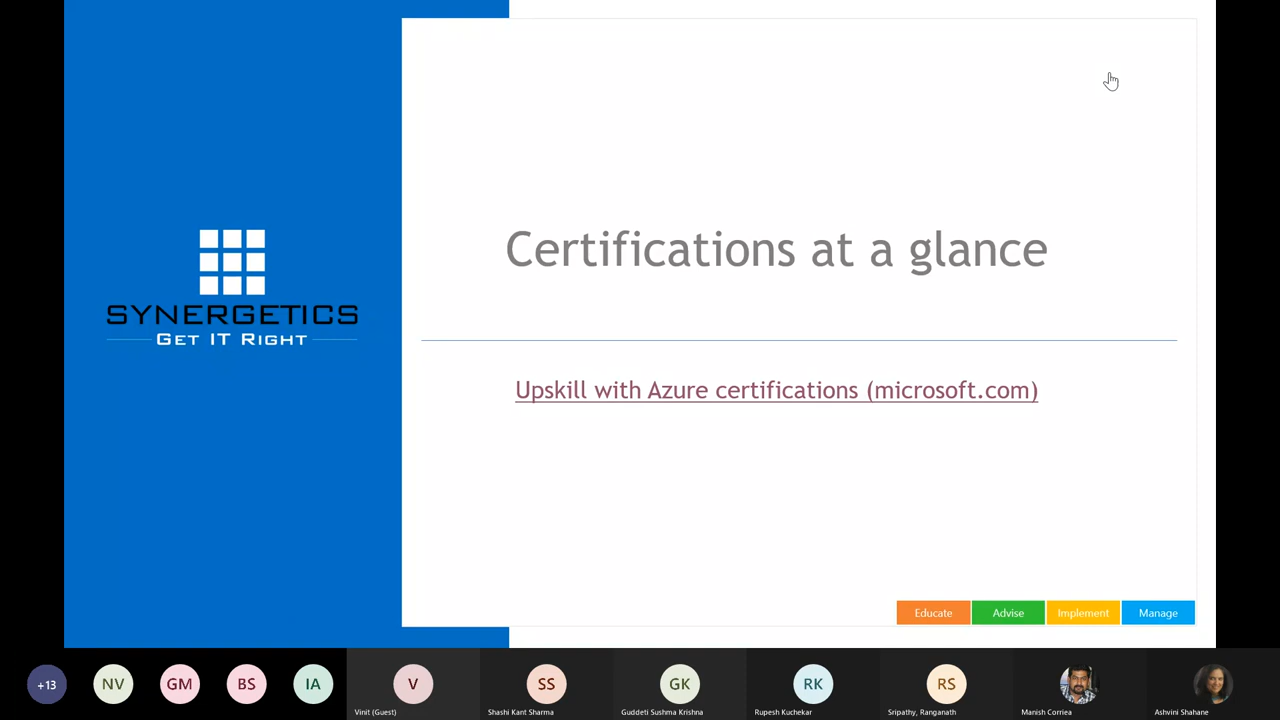 Certifications at a glance
SYNERGETICS
GET IT RIGHT
Upskill with Azure certifications (microsoft.com)
Educate
Advise
Implement
Manage
+13
NV
GM
BS
IA
V
SS
GK
RK
RS
Vinit (Guest)
Shashi Kant Sharma
Guddeti Sushma Krishna
Rupesh Kuchekar
Sripathy, Ranganath
Manish Corriea
Ashvini Shahane